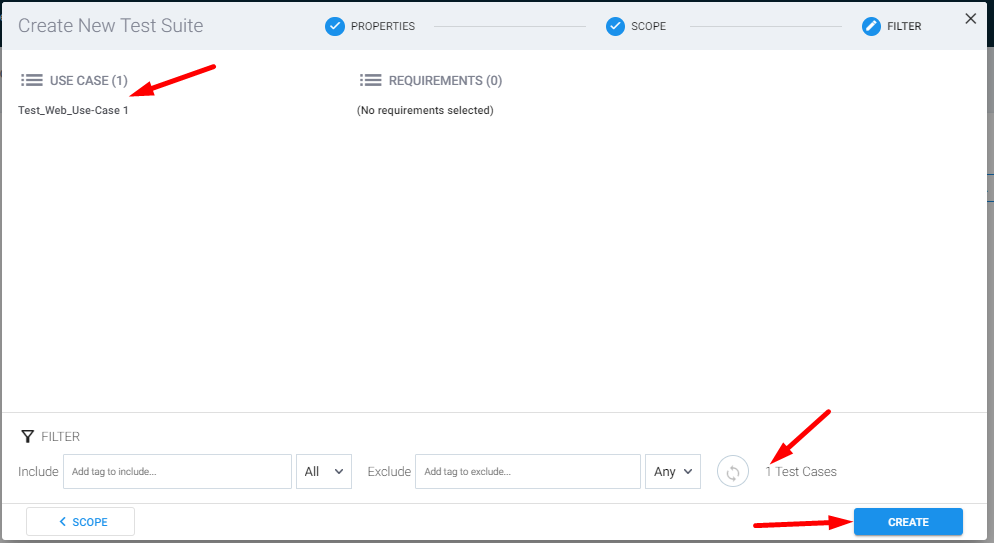 Create New Test Suite
PROPERTIES
SCOPE
FILTER
USE CASE (1)
REQUIREMENTS (0)
Test_Web_Use-Case 1
(No requirements selected)
FILTER
Include
Add tag to include...
All
Exclude
Add tag to exclude...
Any
1 Test Cases
SCOPE
CREATE